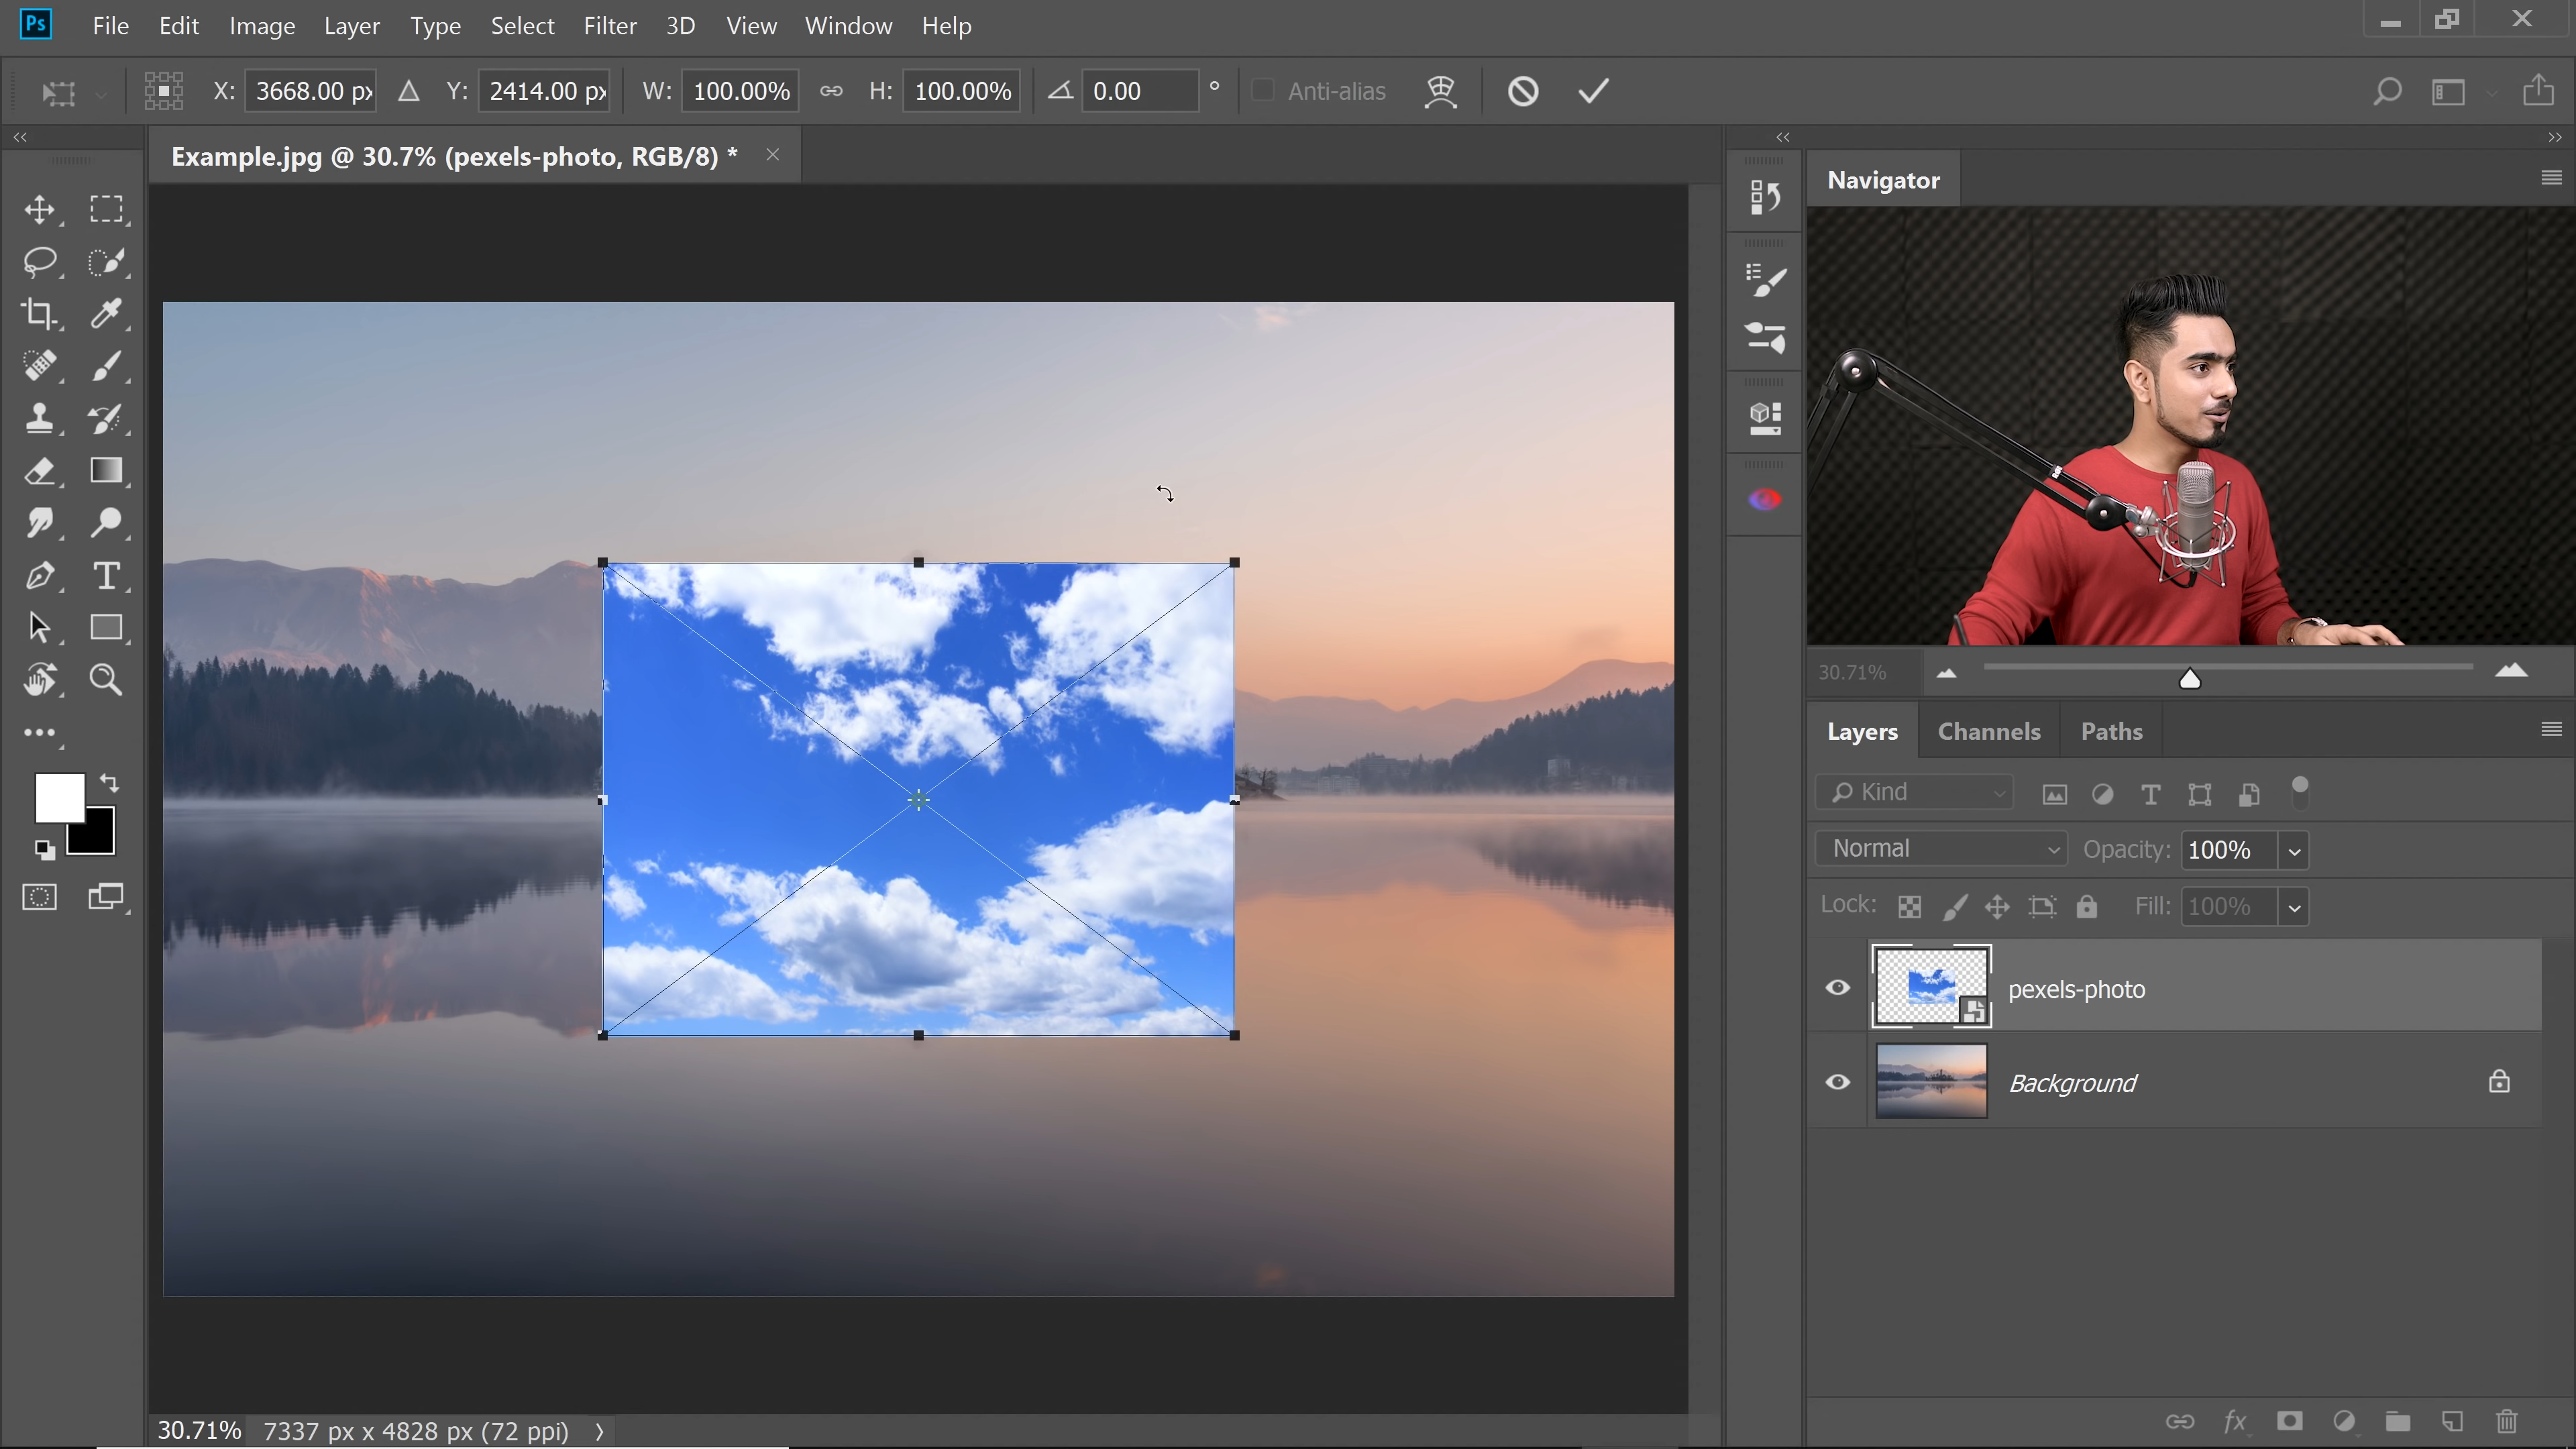 Ps File Edit Image Layer Type Select Filter 3D View Window Help
X: 3668.00 px Y: 2414.00 px W: 100.00% H: 100.00% 0.00 ° Anti-alias
Example.jpg @ 30.7% (pexels-photo, RGB/8) *
Navigator
30.71%
Layers Channels Paths
Kind
Normal Opacity: 100%
Lock: Fill: 100%
pexels-photo
Background
fx
30.71% 7337 px x 4828 px (72 ppi)